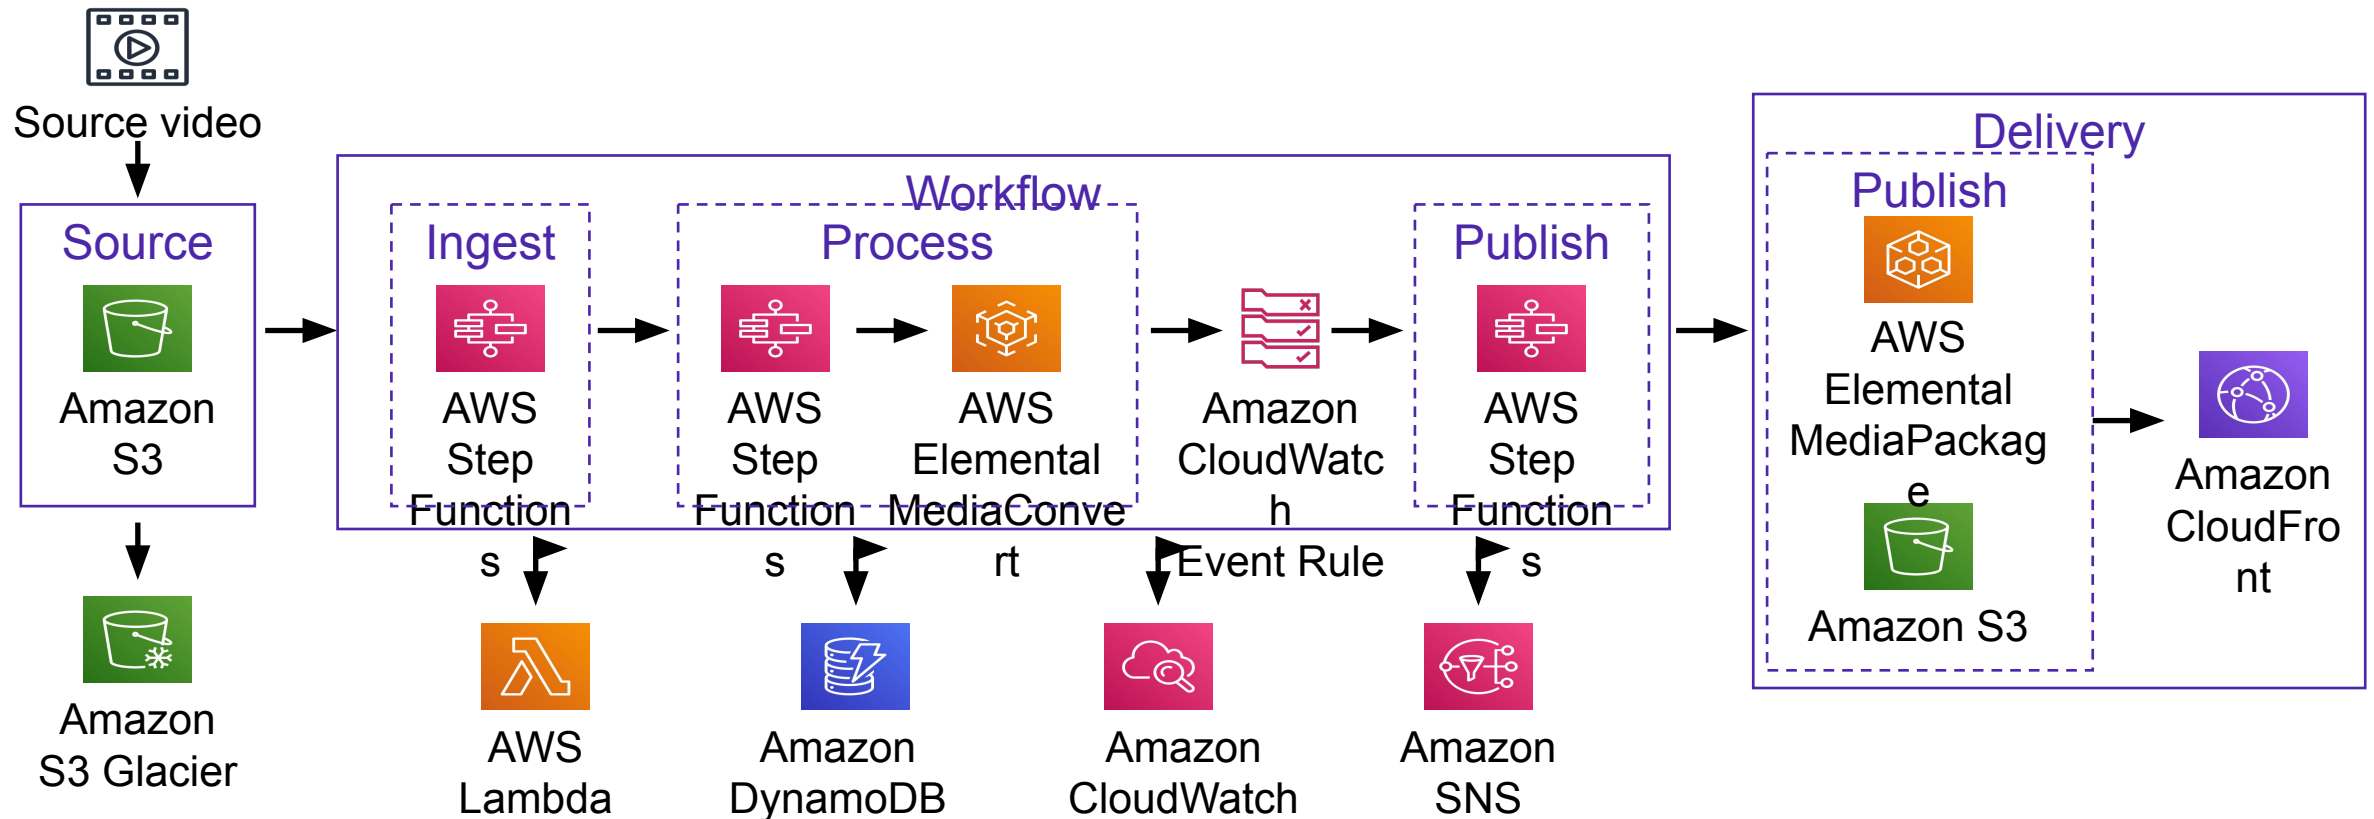 Source video
Source
Amazon
S3
Amazon
S3 Glacier
Workflow
Ingest
AWS
Step
Function
s
Process
AWS
Step
Function
s
AWS
Elemental
MediaConve
rt
Amazon
CloudWatc
h
Event Rule
Publish
AWS
Step
Function
s
AWS
Lambda
Amazon
DynamoDB
Amazon
CloudWatch
Amazon
SNS
Delivery
Publish
AWS
Elemental
MediaPackag
e
Amazon S3
Amazon
CloudFro
nt